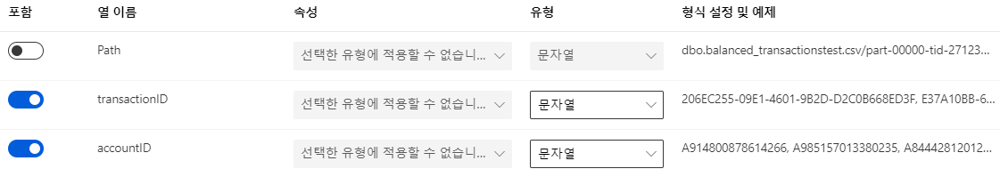 포함 열 이름 속성 유형 형식 설정 및 예제
Path 선택한 유형에 적용할 수 없습니... 문자열 dbo.balanced_transactionstest.csv/part-00000-tid-27123...
transactionID 선택한 유형에 적용할 수 없습니... 문자열 206EC255-09E1-4601-9B2D-D2C0B668ED3F, E37A10BB-6...
accountID 선택한 유형에 적용할 수 없습니... 문자열 A914800878614266, A985157013380235, A84442812012...